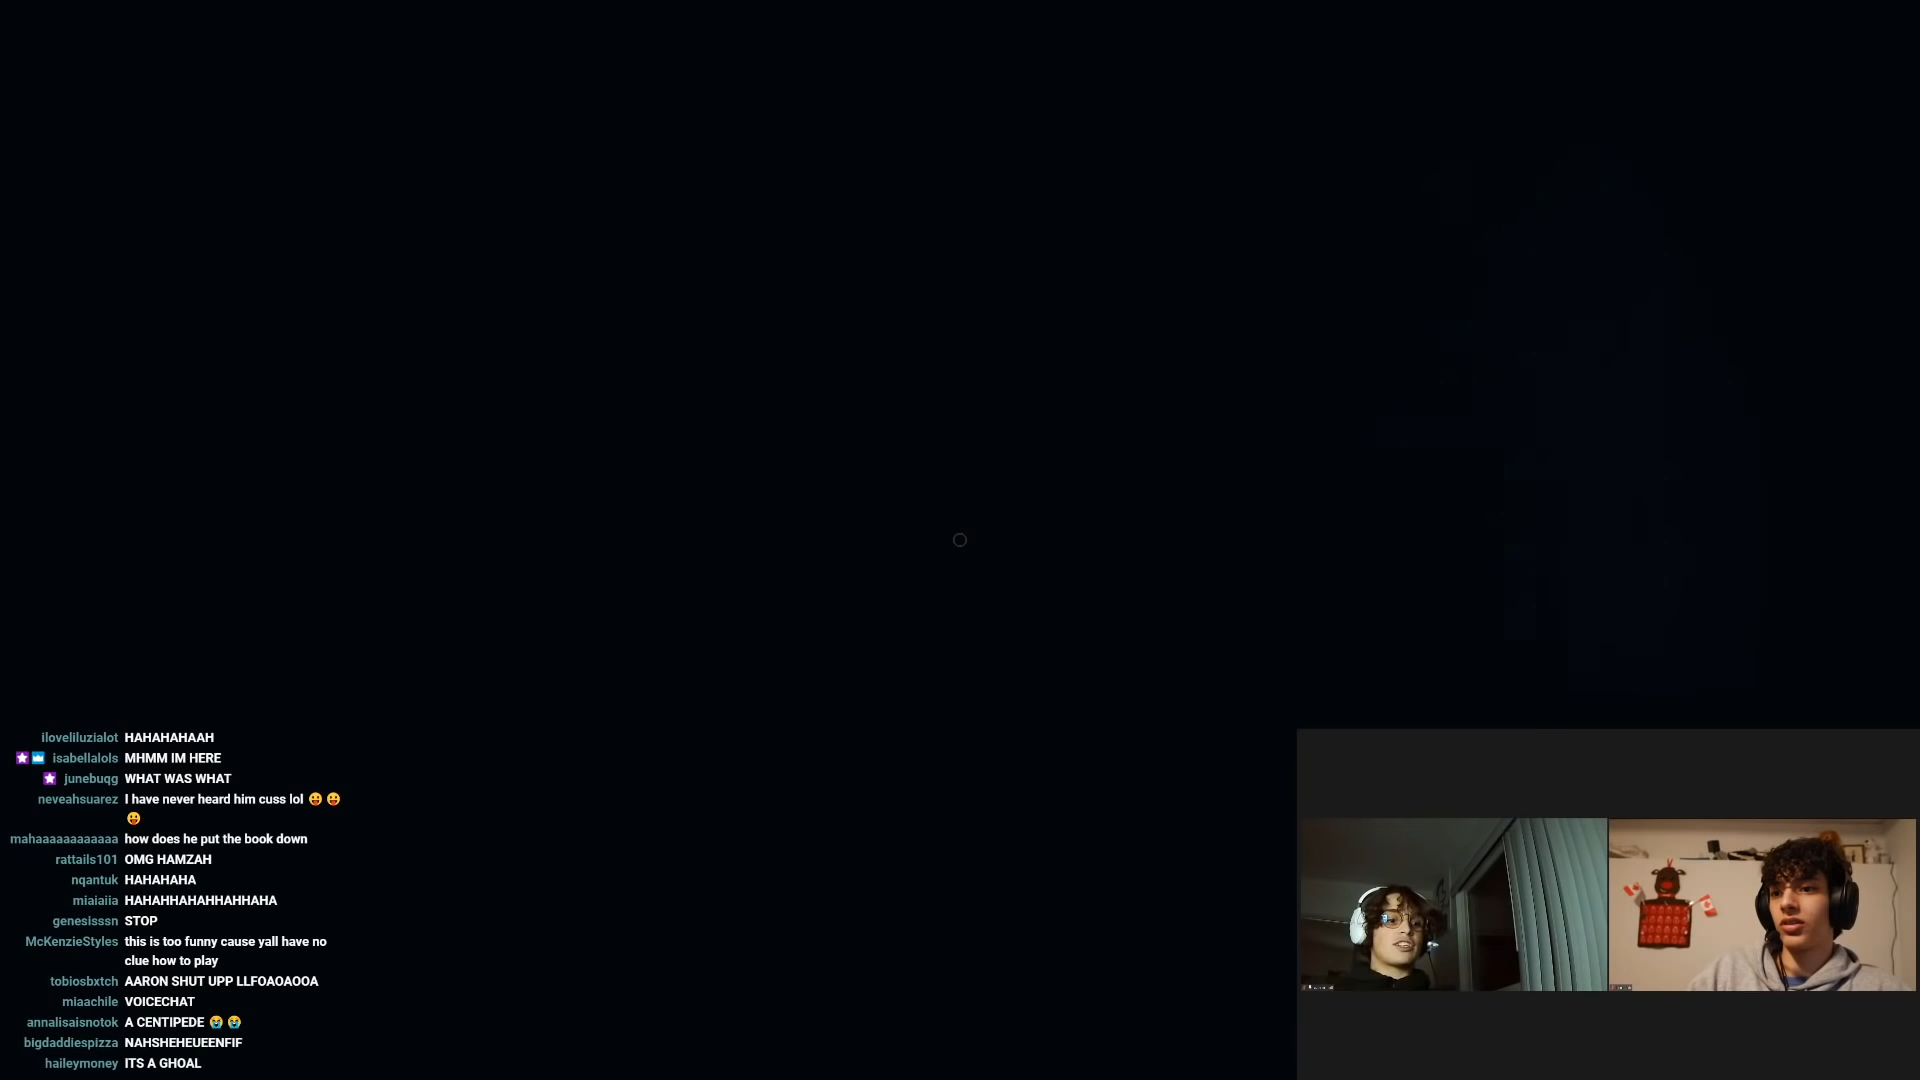 iloveliluzialot HAHAHAHAAH
isabellalols MHMM IM HERE
junebuqg WHAT WAS WHAT
neveahsuarez I have never heard him cuss lol 😛 😛
😛
mahaaaaaaaaaaaa how does he put the book down
rattails101 OMG HAMZAH
nqantuk HAHAHAHA
miaiaiia HAHAHHAHAHHAHHAHA
genesisssn STOP
McKenzieStyles this is too funny cause yall have no
clue how to play
tobiosbxtch AARON SHUT UPP LLFOAOAOOA
miaachile VOICECHAT
annalisaisnotok A CENTIPEDE 😭 😭
bigdaddiespizza NAHSHEHEUEENFIF
haileymoney ITS A GHOAL